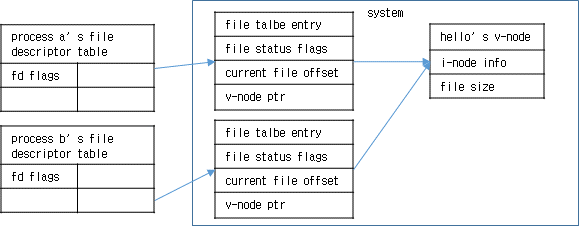 system
process a's file
descriptor table
fd flags
file talbe entry
file status flags
current file offset
v-node ptr
hello's v-node
i-node info
file size
process b's file
descriptor table
fd flags
file talbe entry
file status flags
current file offset
v-node ptr